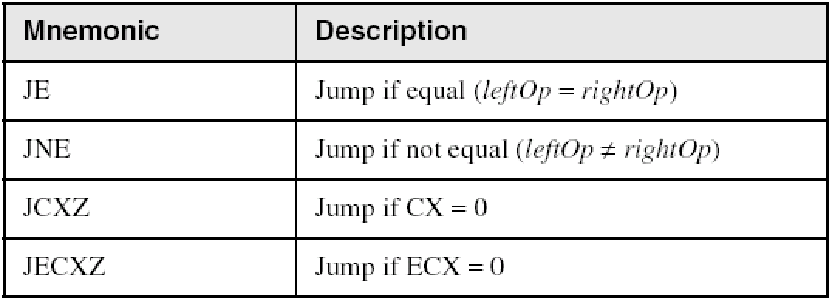 Mnemonic Description
JE Jump if equal (leftOp = rightOp)
JNE Jump if not equal (leftOp ≠ rightOp)
JCXZ Jump if CX = 0
JECXZ Jump if ECX = 0